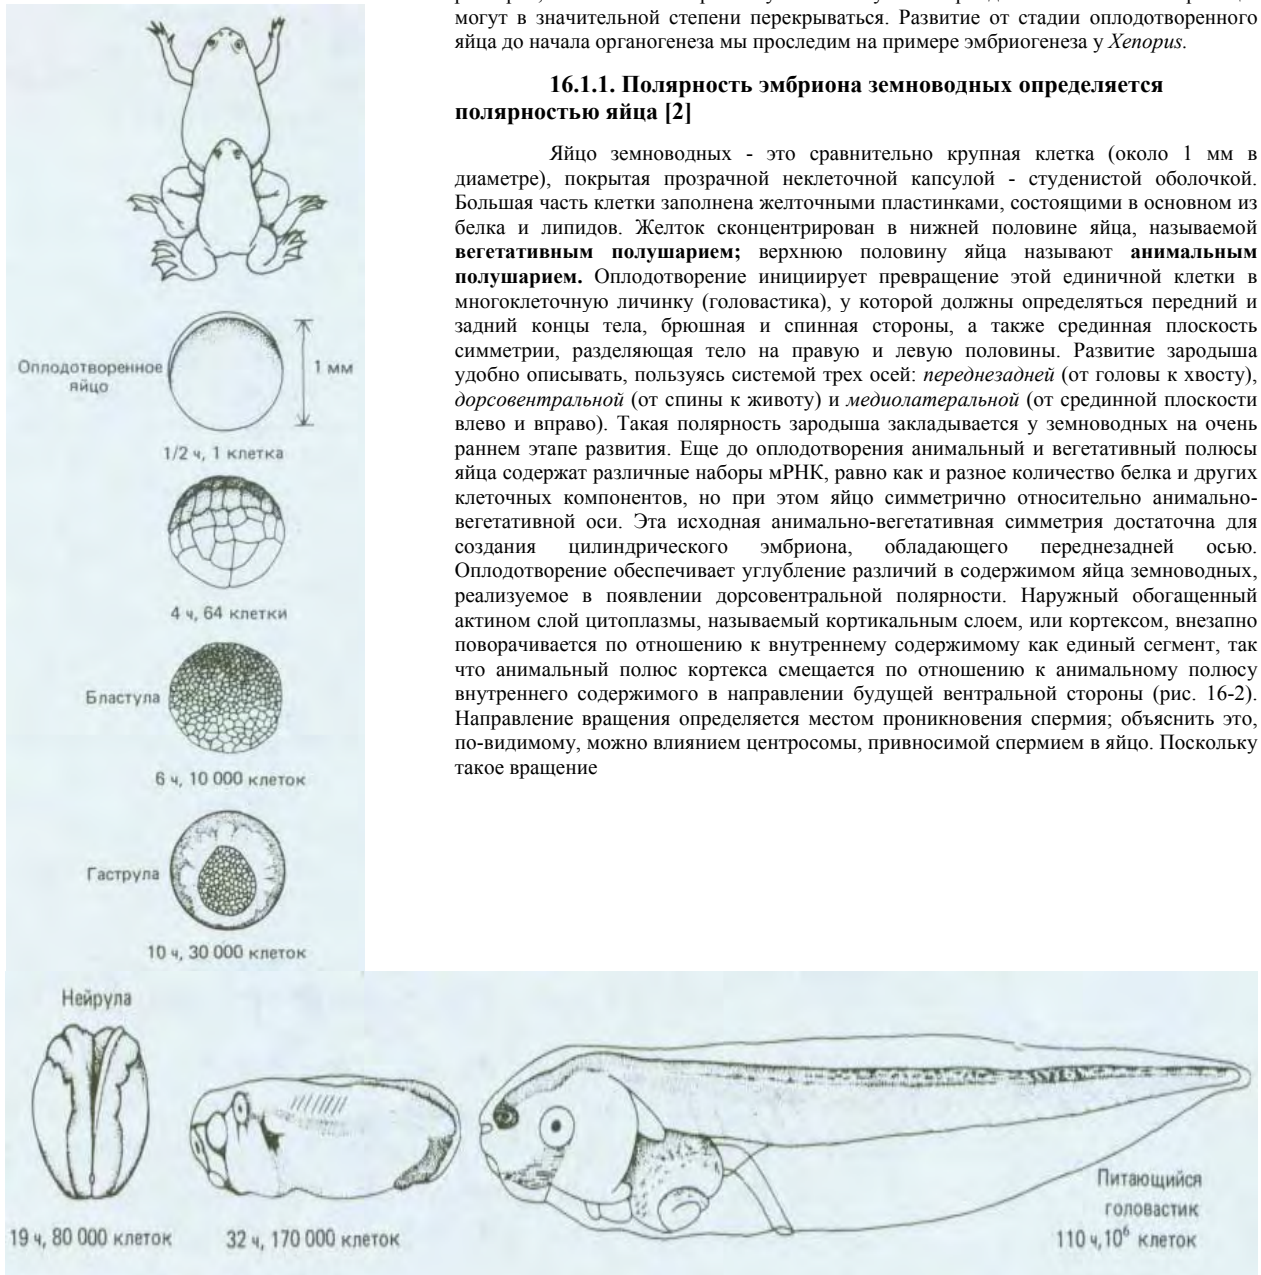 могут в значительной степени перекрываться. Развитие от стадии оплодотворенного
яйца до начала органогенеза мы проследим на примере эмбриогенеза у Xenopus.
16.1.1. Полярность эмбриона земноводных определяется
полярностью яйца [2]
Яйцо земноводных - это сравнительно крупная клетка (около 1 мм в
диаметре), покрытая прозрачной неклеточной капсулой - студенистой оболочкой.
Большая часть клетки заполнена желточными пластинками, состоящими в основном из
белка и липидов. Желток сконцентрирован в нижней половине яйца, называемой
вегетативным полушарием; верхнюю половину яйца называют анимальным
полушарием. Оплодотворение инициирует превращение этой единичной клетки в
многоклеточную личинку (головастика), у которой должны определяться передний и
задний концы тела, брюшная и спинная стороны, а также срединная плоскость
симметрии, разделяющая тело на правую и левую половины. Развитие зародыша
удобно описывать, пользуясь системой трех осей: переднезадней (от головы к хвосту),
дорсовентральной (от спины к животу) и медиолатеральной (от срединной плоскости
влево и вправо). Такая полярность зародыша закладывается у земноводных на очень
раннем этапе развития. Еще до оплодотворения анимальный и вегетативный полюсы
яйца содержат различные наборы мРНК, равно как и разное количество белка и других
клеточных компонентов, но при этом яйцо симметрично относительно анимально-
вегетативной оси. Эта исходная анимально-вегетативная симметрия достаточна для
создания цилиндрического эмбриона, обладающего переднезадней осью.
Оплодотворение обеспечивает углубление различий в содержимом яйца земноводных,
реализуемое в появлении дорсовентральной полярности. Наружный обогащенный
актином слой цитоплазмы, называемый кортикальным слоем, или кортексом, внезапно
поворачивается по отношению к внутреннему содержимому как единый сегмент, так
что анимальный полюс кортекса смещается по отношению к анимальному полюсу
внутреннего содержимого в направлении будущей вентральной стороны (рис. 16-2).
Направление вращения определяется местом проникновения спермия; объяснить это,
по-видимому, можно влиянием центросомы, привносимой спермием в яйцо. Поскольку
такое вращение
Оплодотворенное
яйцо
1 мм
1/2 ч, 1 клетка
4 ч, 64 клетки
Бластула
6 ч, 10 000 клеток
Гаструла
10 ч, 30 000 клеток
Нейрула
19 ч, 80 000 клеток
32 ч, 170 000 клеток
Питающийся
головастик
110 ч,10⁶ клеток